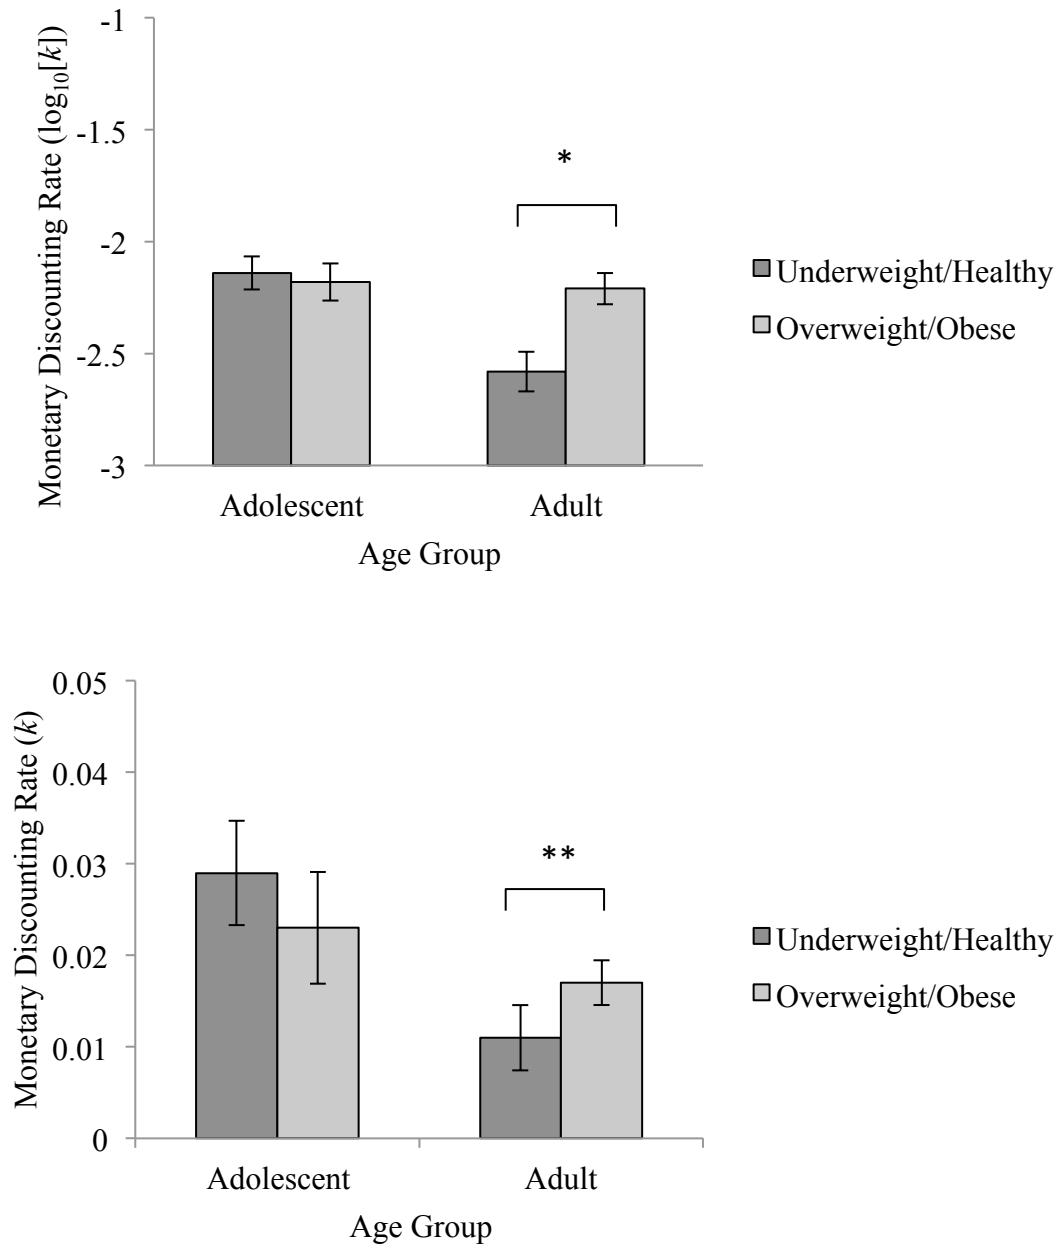 Monetary Discounting Rate (log10[k])
-1
-1.5
-2
-2.5
-3
*
Adolescent
Adult
Age Group
Underweight/Healthy
Overweight/Obese
Monetary Discounting Rate (k)
0.05
0.04
0.03
0.02
0.01
0
**
Adolescent
Adult
Age Group
Underweight/Healthy
Overweight/Obese